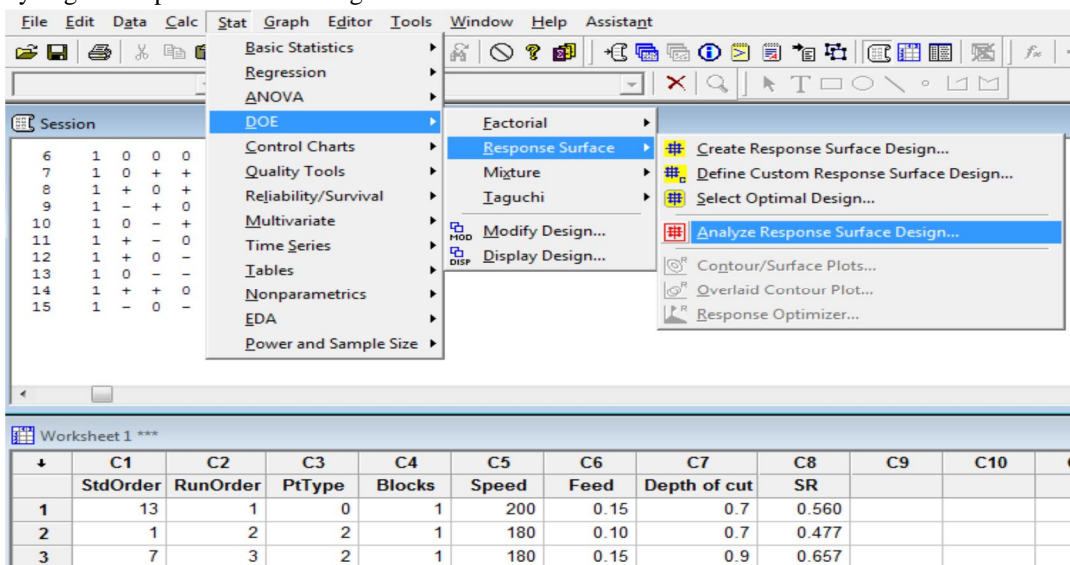 File Edit Data Calc Stat Graph Editor Tools Window Help Assistant
Basic Statistics
Regression
ANOVA
DOE
Control Charts
Quality Tools
Reliability/Survival
Multivariate
Time Series
Tables
Nonparametrics
EDA
Power and Sample Size
Factorial
Response Surface
Mixture
Taguchi
MOD Modify Design...
DISP Display Design...
Create Response Surface Design...
Define Custom Response Surface Design...
Select Optimal Design...
Analyze Response Surface Design...
Contour/Surface Plots...
Overlaid Contour Plot...
Response Optimizer...
Session
6 1 0 0 0
7 1 0 + +
8 1 + 0 +
9 1 - + 0
10 1 0 - +
11 1 + - 0
12 1 + 0 -
13 1 0 - -
14 1 + + 0
15 1 - 0 -
Worksheet 1 ***
C1 C2 C3 C4 C5 C6 C7 C8 C9 C10
StdOrder RunOrder PtType Blocks Speed Feed Depth of cut SR
1 13 1 0 1 200 0.15 0.7 0.560
2 1 2 2 1 180 0.10 0.7 0.477
3 7 3 2 1 180 0.15 0.9 0.657